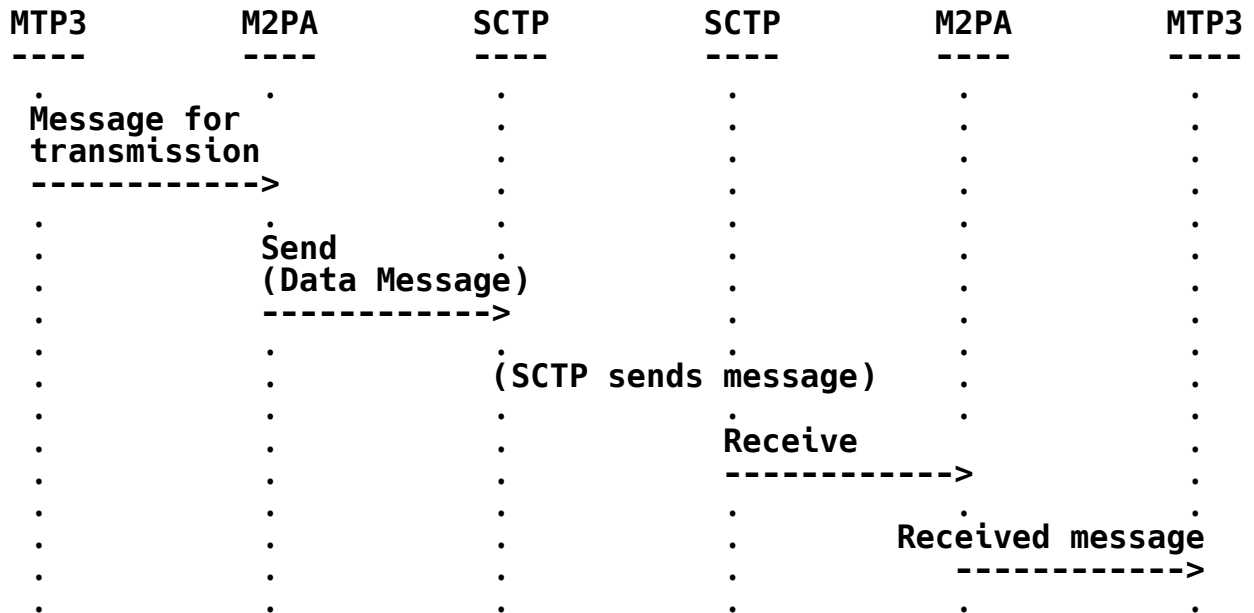 MTP3 M2PA SCTP SCTP M2PA MTP3
---- ---- ---- ---- ---- ----
. . . . . .
Message for . . . .
transmission . . . .
------------> . . . .
. . . . . .
. Send . . . .
. (Data Message) . . .
. ------------> . . .
. . . . . .
. . (SCTP sends message) . .
. . . . . .
. . . Receive .
. . . ------------> .
. . . . . .
. . . . Received message
. . . . ------------>
. . . . . .